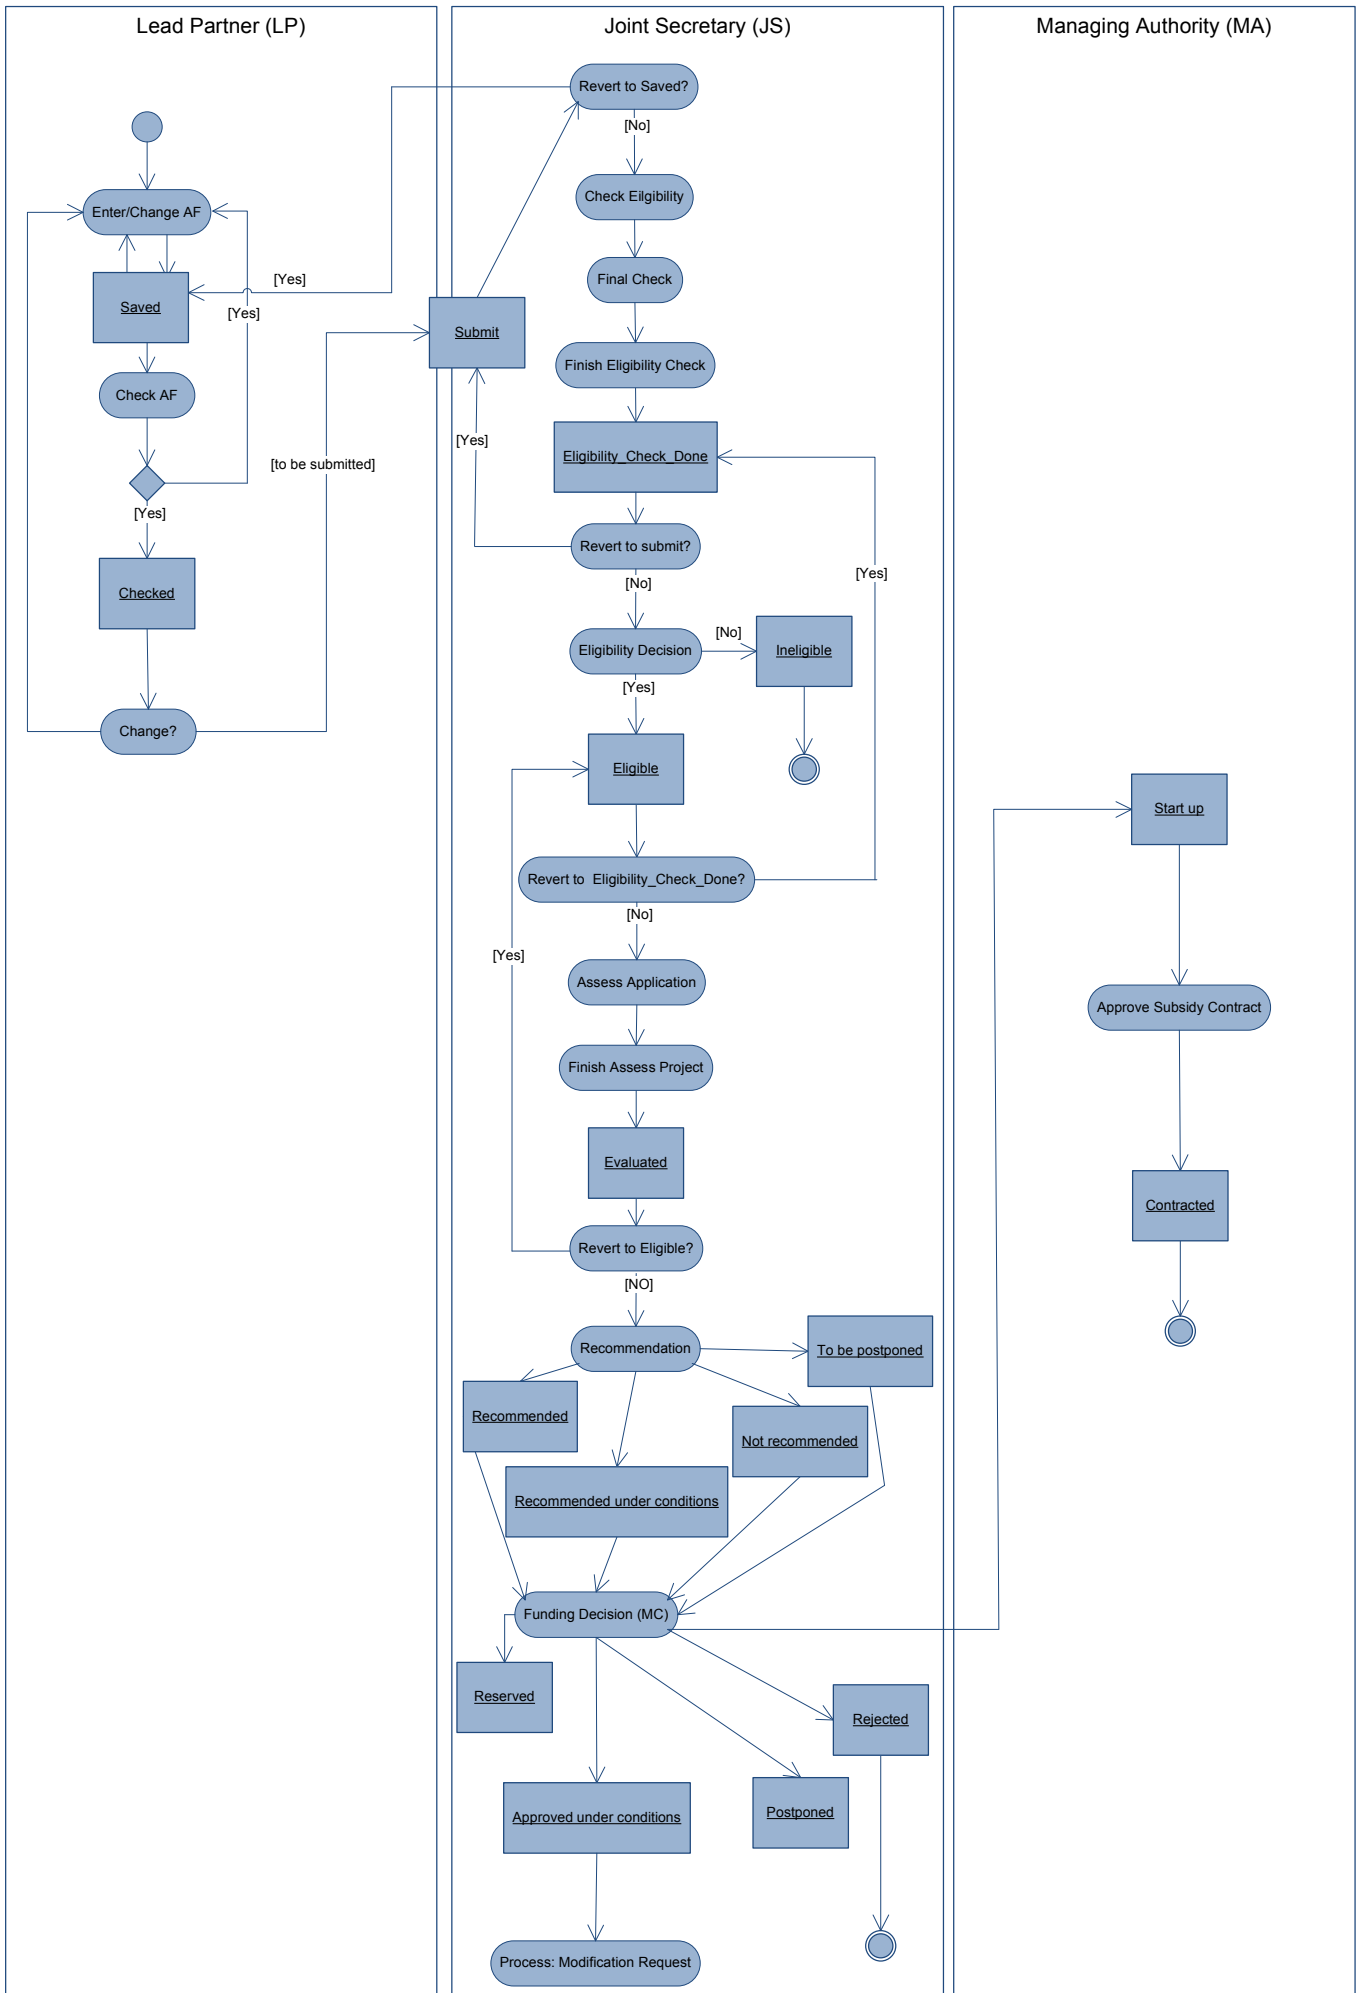 Lead Partner (LP)
Joint Secretary (JS)
Managing Authority (MA)
Revert to Saved?
[No]
Enter/Change AF
Check Eilgibility
[Yes]
Final Check
Saved
[Yes]
Submit
Finish Eligibility Check
Check AF
[Yes]
[to be submitted]
Eligibility_Check_Done
[Yes]
Revert to submit?
[Yes]
[No]
Checked
[No]
Eligibility Decision
Ineligible
[Yes]
Change?
Eligible
Start up
Revert to  Eligibility_Check_Done?
[No]
[Yes]
Assess Application
Approve Subsidy Contract
Finish Assess Project
Evaluated
Contracted
Revert to Eligible?
[NO]
Recommendation
To be postponed
Recommended
Not recommended
Recommended under conditions
Funding Decision (MC)
Reserved
Rejected
Approved under conditions
Postponed
Process: Modification Request